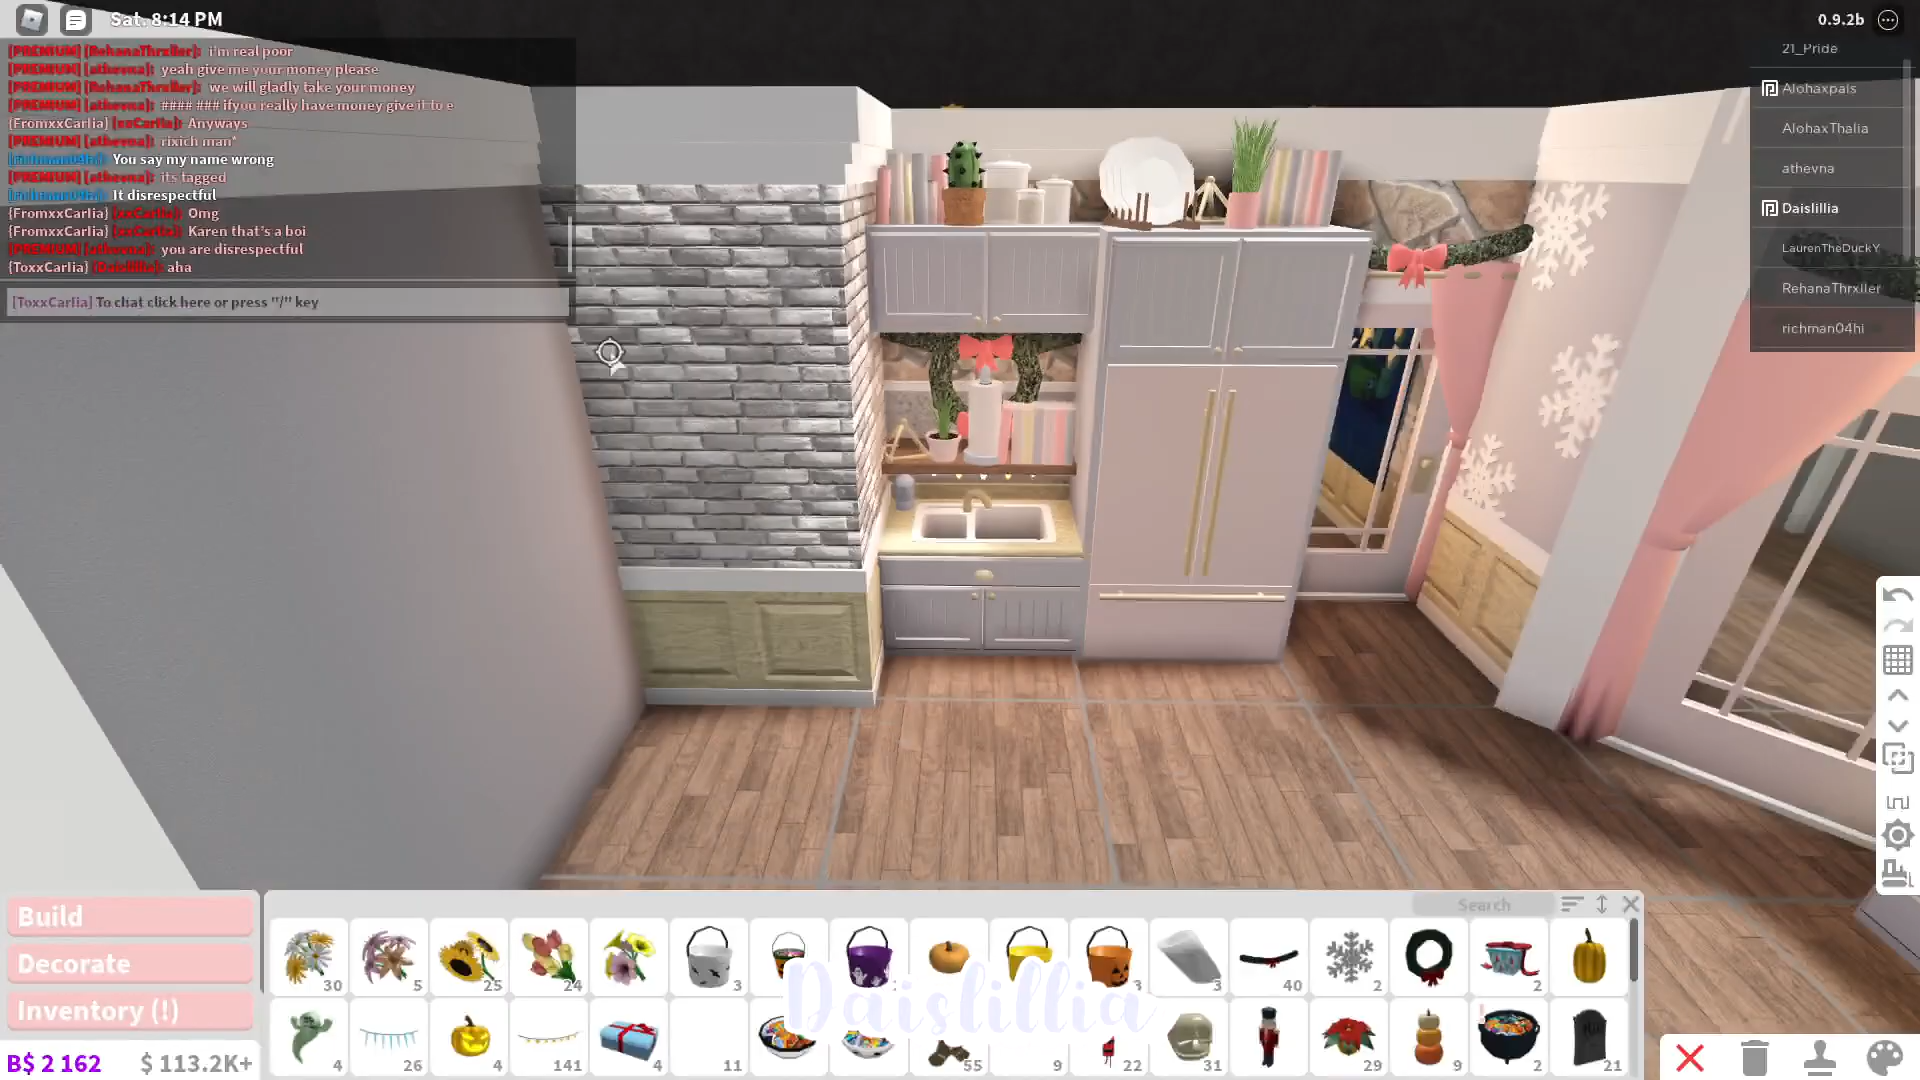 Sat. 8:14 PM
0.9.2b
[PREMIUM] [RehanaThrxller]: i'm real poor
[PREMIUM] [athevna]: yeah give me your money please
[PREMIUM] [RehanaThrxller]: we will gladly take your money
[PREMIUM] [athevna]: #### ### ifyou really have money give it to e
{FromxxCarlia} [xxCarlia]: Anyways
[PREMIUM] [athevna]: rixich man*
[richman04hi]: You say my name wrong
[PREMIUM] [athevna]: its tagged
[richman04hi]: It disrespectful
{FromxxCarlia} [xxCarlia]: Omg
{FromxxCarlia} [xxCarlia]: Karen that's a boi
[PREMIUM] [athevna]: you are disrespectful
{ToxxCarlia} [Daislillia]: aha
[ToxxCarlia] To chat click here or press "/" key
21_Pride
Alohaxpais
AlohaxThalia
athevna
Daislillia
LaurenTheDuckY
RehanaThrxller
richman04hi
Build
Decorate
Inventory (!)
B$ 2 162
$ 113.2K+
Search
30 5 25 24 3 3 3 40 2 2
Daislillia
4 26 4 141 4 11 55 9 22 31 29 9 2 21